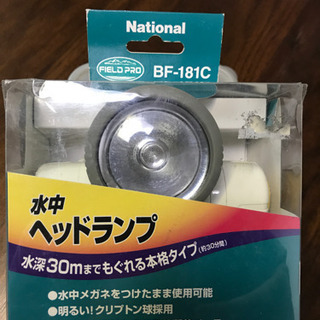 National
FIELD PRO
BF-181C
水中
ヘッドランプ
水深30mまでもぐれる本格タイプ(約30分間)
●水中メガネをつけたまま使用可能
●明るい!クリプトン球採用